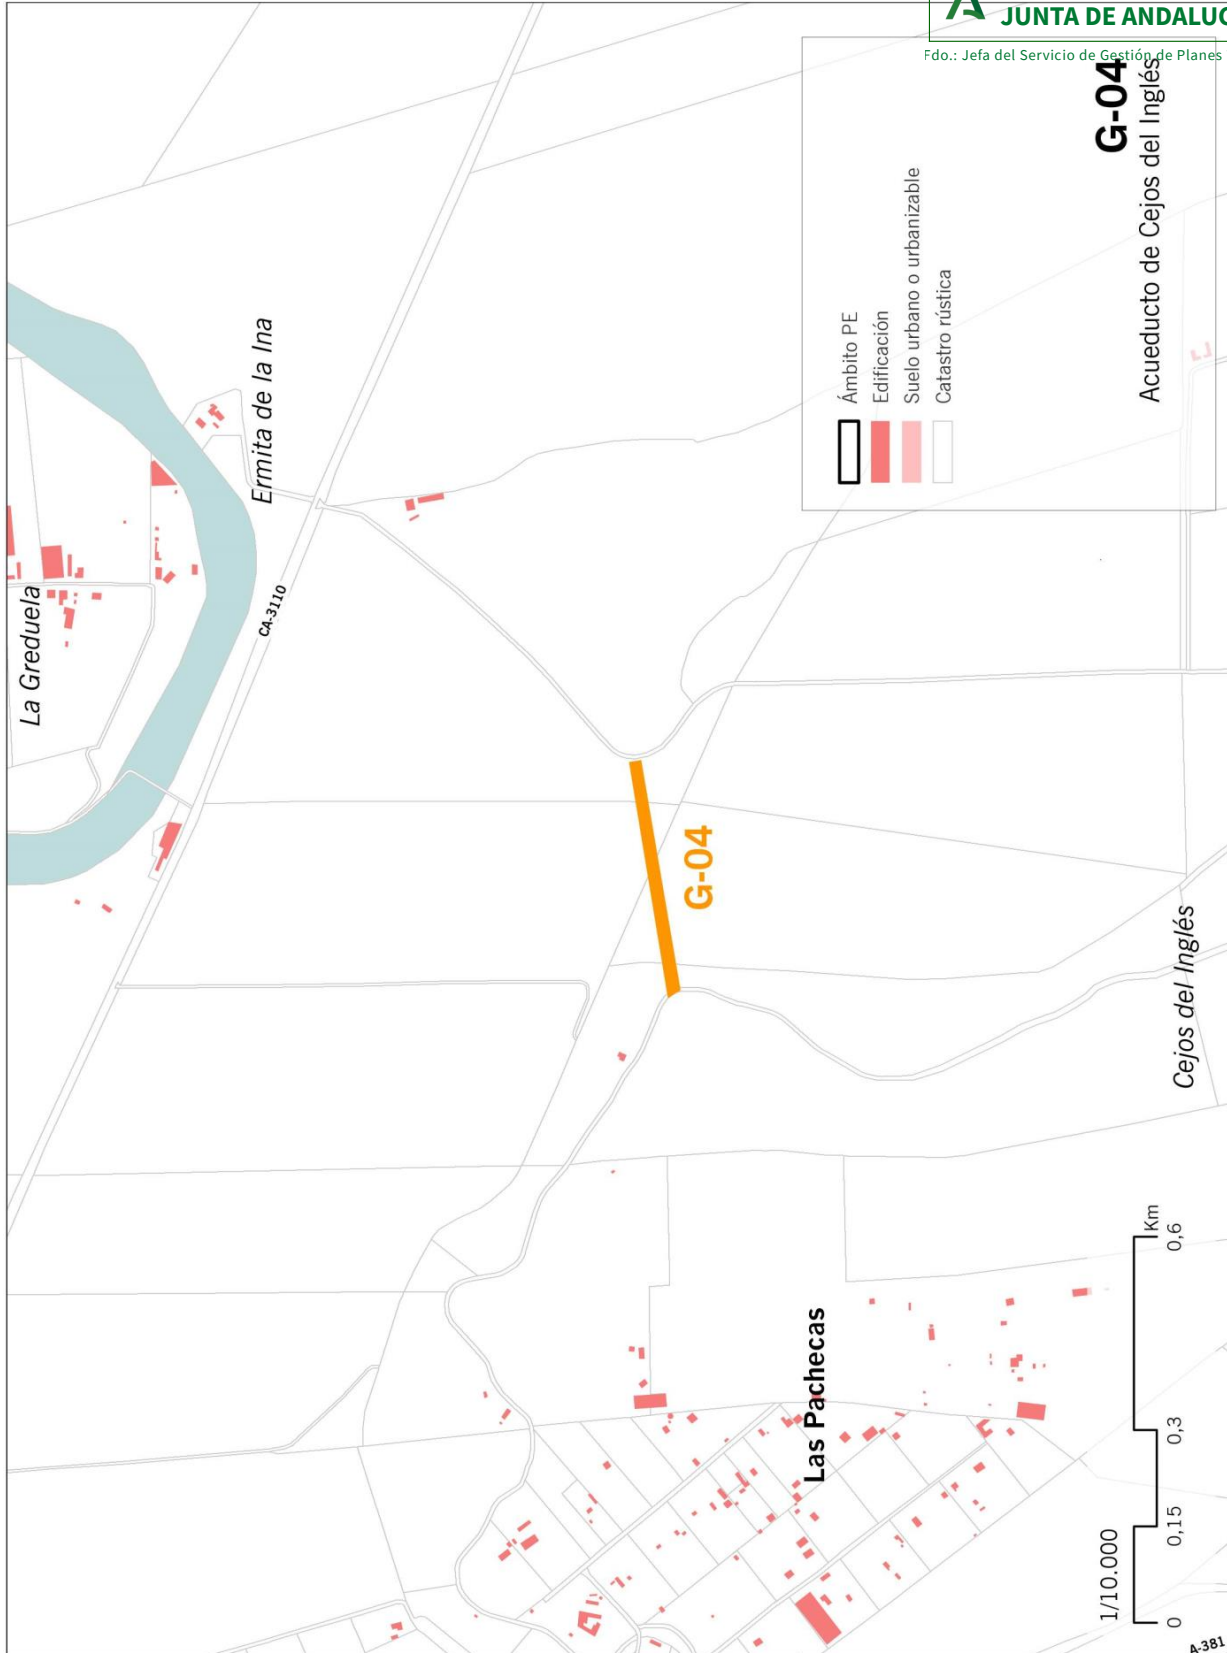 JUNTA DE ANDALUC
Fdo.: Jefa del Servicio de Gestión de Planes
G-04
Acueducto de Cejos del Inglés
Ámbito PE
Edificación
Suelo urbano o urbanizable
Catastro rústica
La Greduela
Ermita de la Ina
CA-3110
G-04
Cejos del Inglés
Las Pachecas
1/10.000
0 0,15 0,3 0,6
Km
A-381